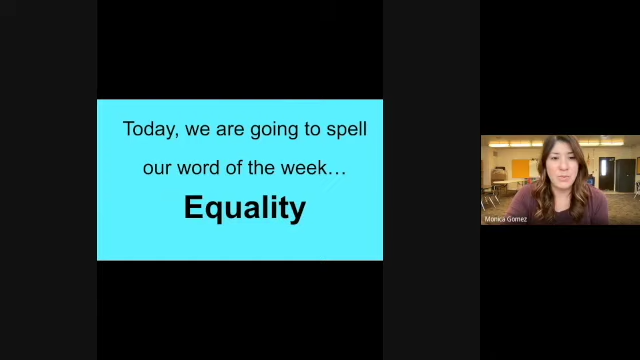 Today, we are going to spell
our word of the week…
Equality
Monica Gomez